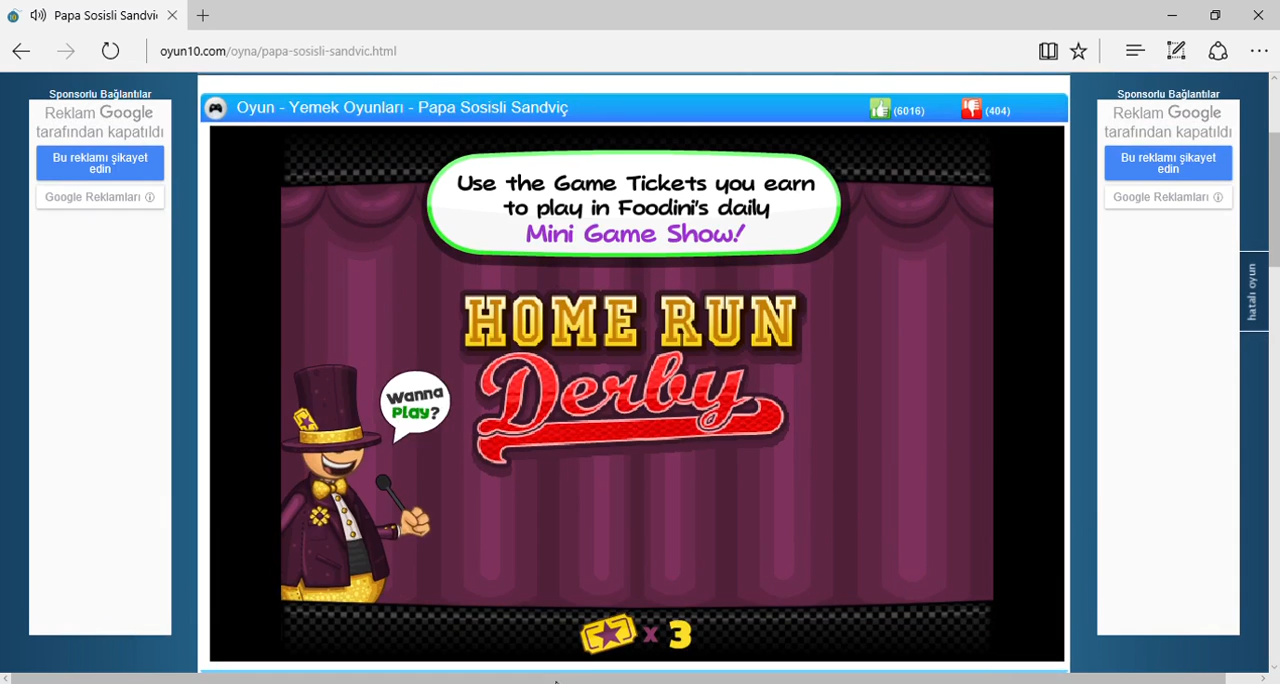 Papa Sosisli Sandvi
oyun10.com/oyna/papa-sosisli-sandvic.html
Sponsorlu Bağlantılar
Reklam Google
tarafından kapatıldı
Bu reklamı şikayet
edin
Google Reklamları
Oyun - Yemek Oyunları - Papa Sosisli Sandviç
(6016)
(404)
Use the Game Tickets you earn
to play in Foodini's daily
Mini Game Show!
HOME RUN
Derby
Wanna
Play?
x 3
Sponsorlu Bağlantılar
Reklam Google
tarafından kapatıldı
Bu reklamı şikayet
edin
Google Reklamları
hatalı oyun